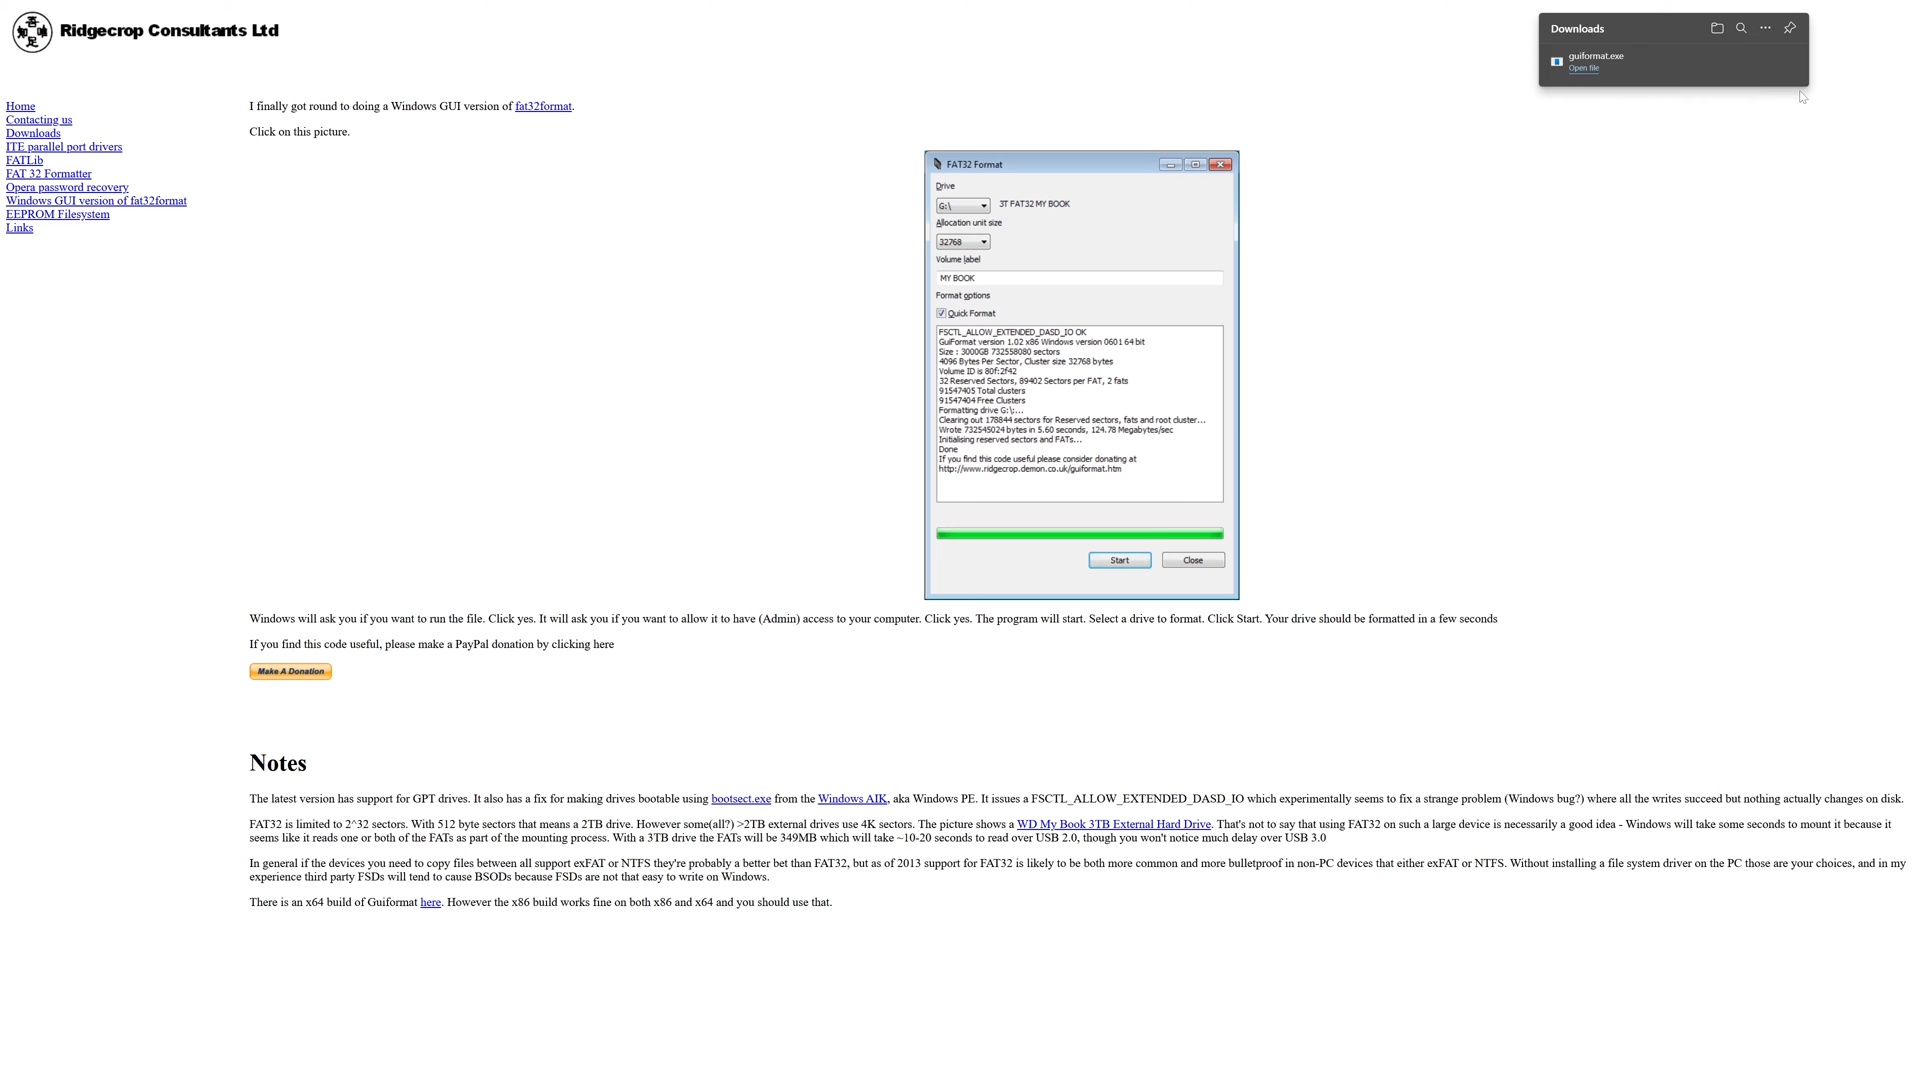 Ridgecrop Consultants Ltd
Downloads
guiformat.exe
Open file
Home
Contacting us
Downloads
ITE parallel port drivers
FATLib
FAT 32 Formatter
Opera password recovery
Windows GUI version of fat32format
EEPROM Filesystem
Links
I finally got round to doing a Windows GUI version of fat32format.
Click on this picture.
FAT32 Format
Drive
G:\
3T FAT32 MY BOOK
Allocation unit size
32768
Volume label
MY BOOK
Format options
Quick Format
FSCTL_ALLOW_EXTENDED_DASD_IO OK
GuiFormat version 1.02 x86 Windows version 0601 64 bit
Size : 3000GB 732558080 sectors
4096 Bytes Per Sector, Cluster size 32768 bytes
Volume ID is 80f:2f42
32 Reserved Sectors, 89402 Sectors per FAT, 2 fats
91547405 Total clusters
91547404 Free Clusters
Formatting drive G:\:...
Clearing out 178844 sectors for Reserved sectors, fats and root cluster...
Wrote 732545024 bytes in 5.60 seconds, 124.78 Megabytes/sec
Initialising reserved sectors and FATs...
Done
If you find this code useful please consider donating at
http://www.ridgecrop.demon.co.uk/guiformat.htm
Start
Close
Windows will ask you if you want to run the file. Click yes. It will ask you if you want to allow it to have (Admin) access to your computer. Click yes. The program will start. Select a drive to format. Click Start. Your drive should be formatted in a few seconds
If you find this code useful, please make a PayPal donation by clicking here
Make A Donation
Notes
The latest version has support for GPT drives. It also has a fix for making drives bootable using bootsect.exe from the Windows AIK, aka Windows PE. It issues a FSCTL_ALLOW_EXTENDED_DASD_IO which experimentally seems to fix a strange problem (Windows bug?) where all the writes succeed but nothing actually changes on disk.
FAT32 is limited to 2^32 sectors. With 512 byte sectors that means a 2TB drive. However some(all?) >2TB external drives use 4K sectors. The picture shows a WD My Book 3TB External Hard Drive. That's not to say that using FAT32 on such a large device is necessarily a good idea - Windows will take some seconds to mount it because it
seems like it reads one or both of the FATs as part of the mounting process. With a 3TB drive the FATs will be 349MB which will take ~10-20 seconds to read over USB 2.0, though you won't notice much delay over USB 3.0
In general if the devices you need to copy files between all support exFAT or NTFS they're probably a better bet than FAT32, but as of 2013 support for FAT32 is likely to be both more common and more bulletproof in non-PC devices that either exFAT or NTFS. Without installing a file system driver on the PC those are your choices, and in my
experience third party FSDs will tend to cause BSODs because FSDs are not that easy to write on Windows.
There is an x64 build of Guiformat here. However the x86 build works fine on both x86 and x64 and you should use that.